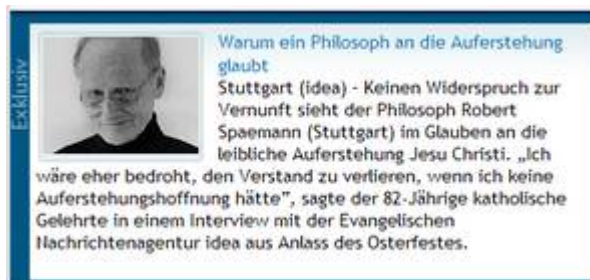 Exklusiv
Warum ein Philosoph an die Auferstehung
glaubt
Stuttgart (idea) - Keinen Widerspruch zur
Vernunft sieht der Philosoph Robert
Spaemann (Stuttgart) im Glauben an die
leibliche Auferstehung Jesu Christi. „Ich
wäre eher bedroht, den Verstand zu verlieren, wenn ich keine
Auferstehungshoffnung hätte”, sagte der 82-Jährige katholische
Gelehrte in einem Interview mit der Evangelischen
Nachrichtenagentur idea aus Anlass des Osterfestes.